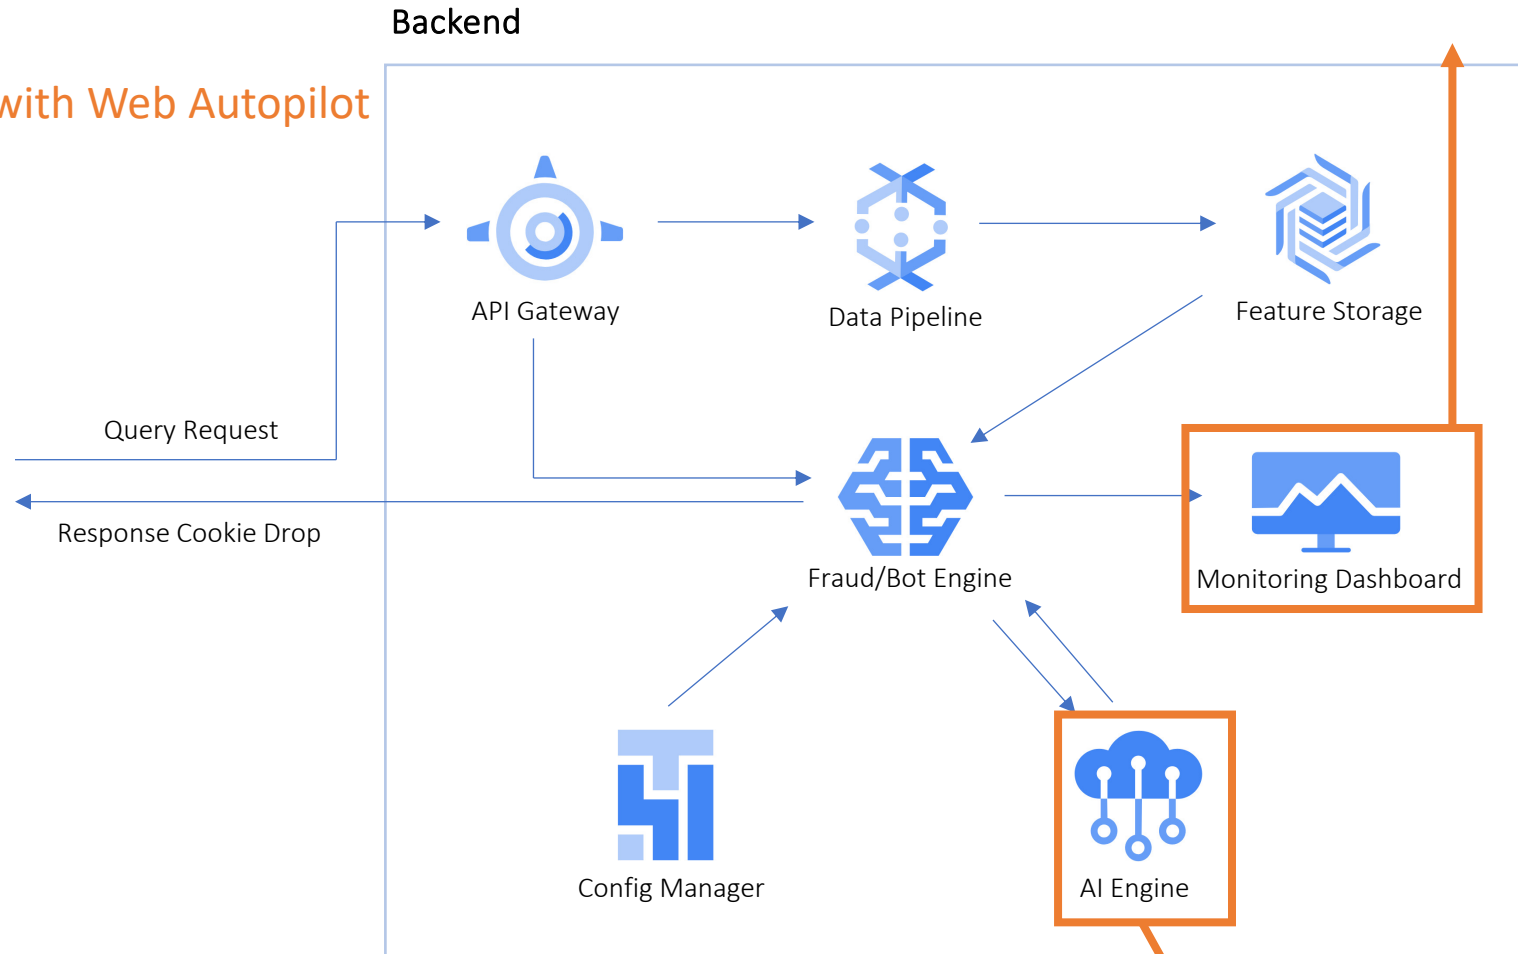 Backend
with Web Autopilot
API Gateway
Data Pipeline
Feature Storage
Query Request
Response Cookie Drop
Fraud/Bot Engine
Monitoring Dashboard
Config Manager
AI Engine